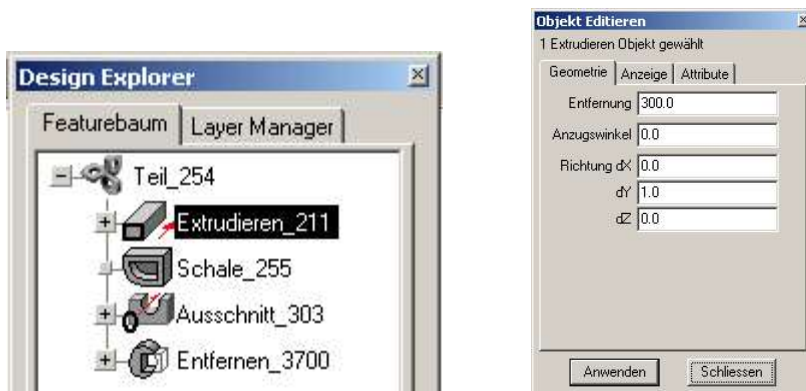 Design Explorer
Featurebaum Layer Manager
Teil_254
Extrudieren_211
Schale_255
Ausschnitt_303
Entfernen_3700
Objekt Editieren
1 Extrudieren Objekt gewählt
Geometrie Anzeige Attribute
Entfernung 300.0
Anzugswinkel 0.0
Richtung dX 0.0
dY 1.0
dZ 0.0
Anwenden Schliessen